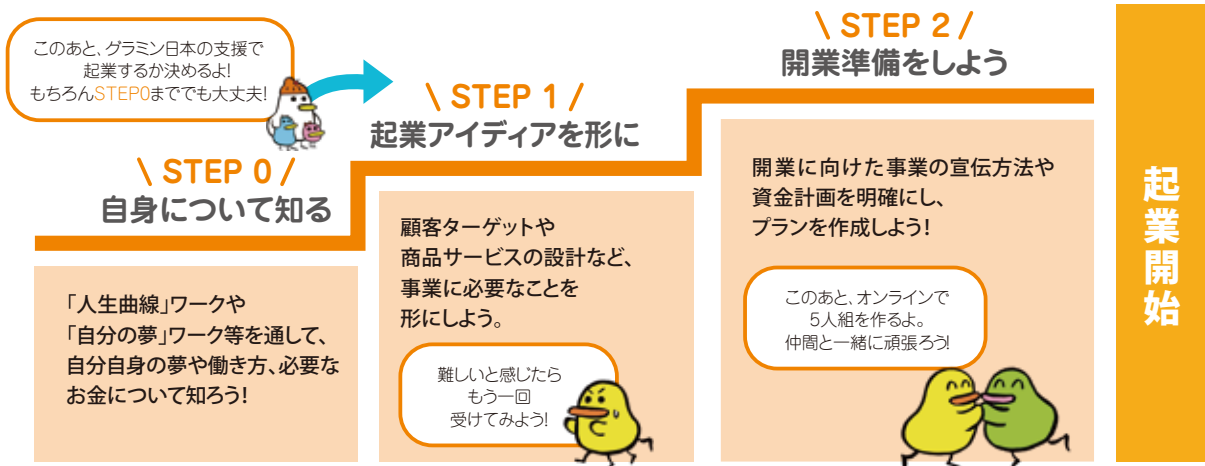 このあと、グラミン日本の支援で
起業するか決めるよ!
もちろんSTEP0まででも大丈夫!
\ STEP 0 /
自身について知る
「人生曲線」ワークや
「自分の夢」ワーク等を通して、
自分自身の夢や働き方、必要な
お金について知ろう!
\ STEP 1 /
起業アイディアを形に
顧客ターゲットや
商品サービスの設計など、
事業に必要なことを
形にしよう。
難しいと感じたら
もう一回
受けてみよう!
\ STEP 2 /
開業準備をしよう
開業に向けた事業の宣伝方法や
資金計画を明確にし、
プランを作成しよう!
このあと、オンラインで
5人組を作るよ。
仲間と一緒に頑張ろう!
起業開始